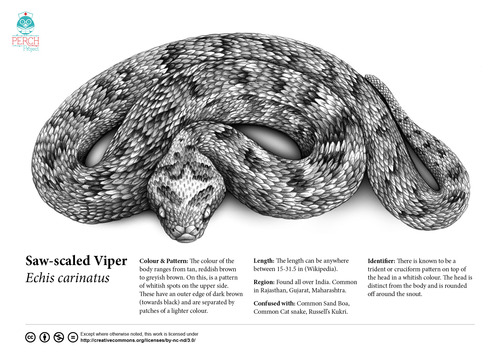 PERCH
Saw-scaled Viper
Echis carinatus
Colour & Pattern: The colour of the
body ranges from tan, reddish brown
to greyish brown. On this, is a pattern
of whitish spots on the upper side.
These have an outer edge of dark brown
(towards black) and are separated by
patches of a lighter colour.
Length: The length can be anywhere
between 15-31.5 in (Wikipedia).
Region: Found all over India. Common
in Rajasthan, Gujarat, Maharashtra.
Confused with: Common Sand Boa,
Common Cat snake, Russell's Kukri.
Identifier: There is known to be a
trident or cruciform pattern on top of
the head in a whitish colour. The head is
distinct from the body and is rounded
off around the snout.
Except where otherwise noted, this work is licensed under
http://creativecommons.org/licenses/by-nc-nd/3.0/